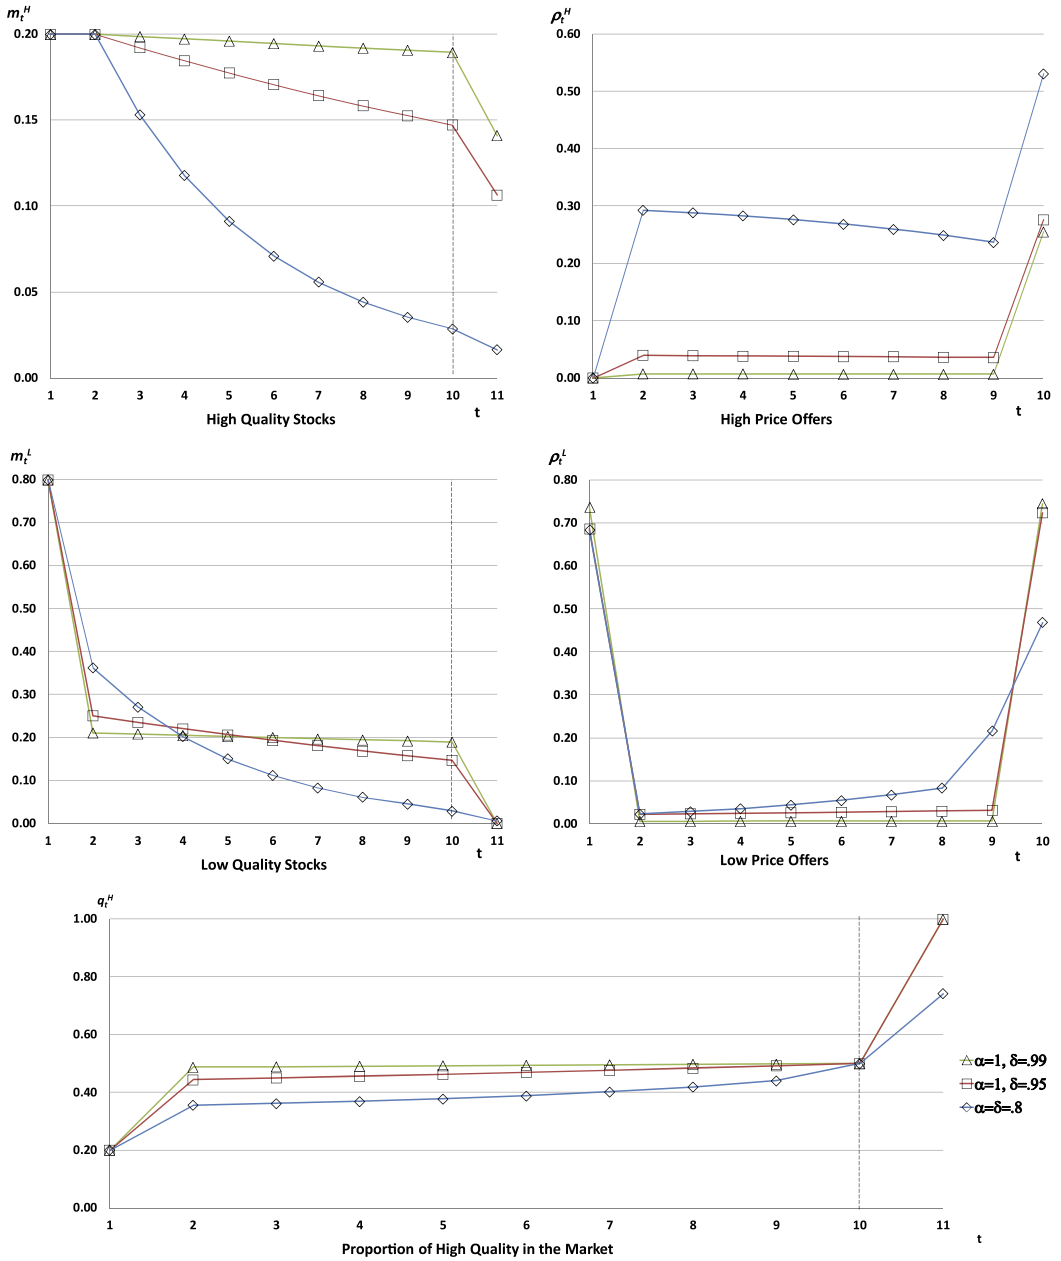 m_t^H
0.20
0.15
0.10
0.05
0.00
1 2 3 4 5 6 7 8 9 10 11
t
High Quality Stocks
ρ_t^H
0.60
0.50
0.40
0.30
0.20
0.10
0.00
1 2 3 4 5 6 7 8 9 10
t
High Price Offers
m_t^L
0.80
0.70
0.60
0.50
0.40
0.30
0.20
0.10
0.00
1 2 3 4 5 6 7 8 9 10 11
t
Low Quality Stocks
ρ_t^L
0.80
0.70
0.60
0.50
0.40
0.30
0.20
0.10
0.00
1 2 3 4 5 6 7 8 9 10
t
Low Price Offers
q_t^H
1.00
0.80
0.60
0.40
0.20
0.00
1 2 3 4 5 6 7 8 9 10 11
t
Proportion of High Quality in the Market
α=1, δ=.99
α=1, δ=.95
α=δ=.8